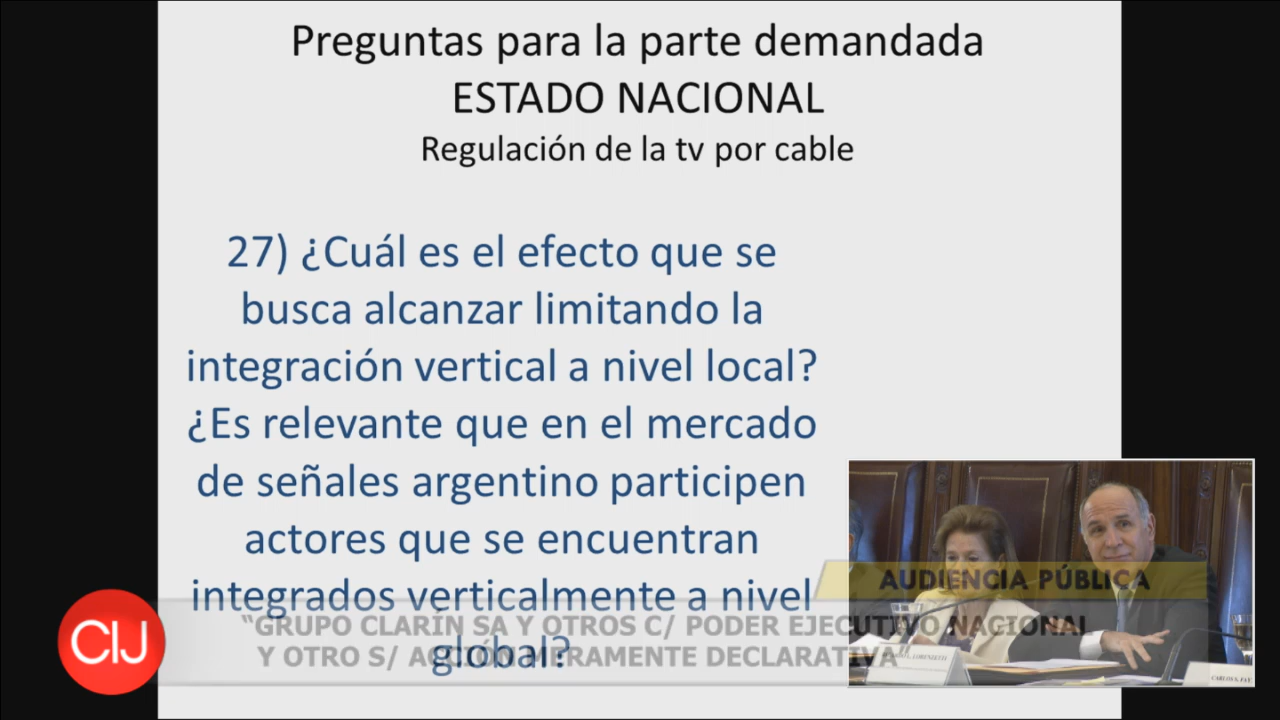 Preguntas para la parte demandada
ESTADO NACIONAL
Regulación de la tv por cable
27) ¿Cuál es el efecto que se
busca alcanzar limitando la
integración vertical a nivel local?
¿Es relevante que en el mercado
de señales argentino participen
actores que se encuentran
integrados verticalmente a nivel
global?
AUDIENCIA PÚBLICA
CIJ
"GRUPO CLARÍN SA Y OTROS C/ PODER EJECUTIVO NACIONAL
Y OTRO S/ ACCIÓN MERAMENTE DECLARATIVA
LORENZETTI
CARLOS S. FAY